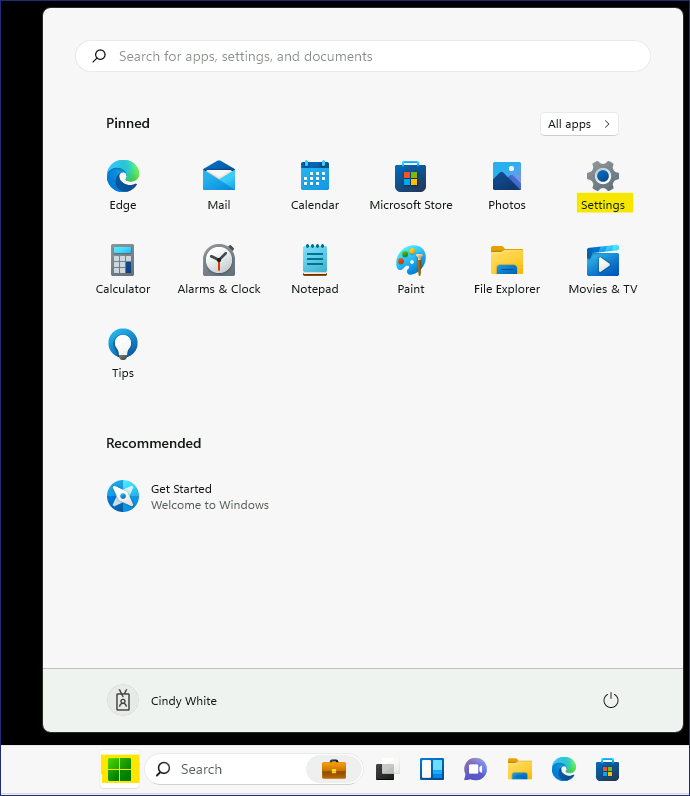 Search for apps, settings, and documents
Pinned
All apps
Edge
Mail
Calendar
Microsoft Store
Photos
Settings
Calculator
Alarms & Clock
Notepad
Paint
File Explorer
Movies & TV
Tips
Recommended
Get Started
Welcome to Windows
Cindy White
Search